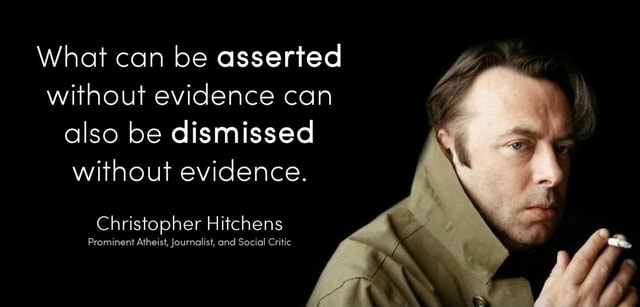 What can be asserted
without evidence can
also be dismissed
without evidence.
Christopher Hitchens
Prominent Atheist, Journalist, and Social Critic